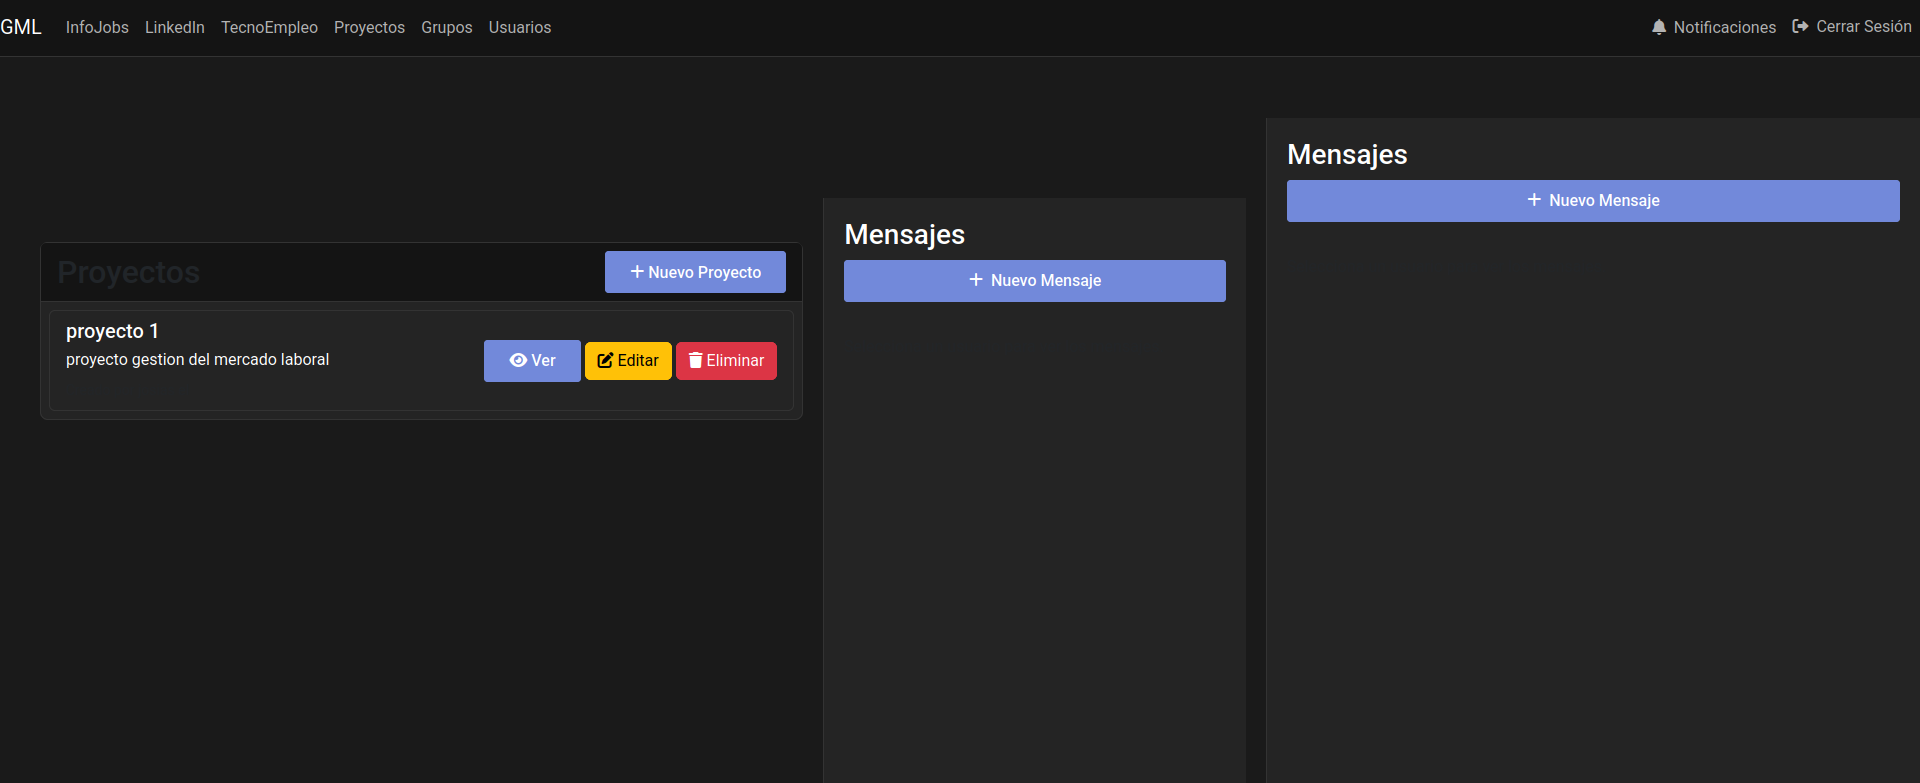 GML InfoJobs LinkedIn TecnoEmpleo Proyectos Grupos Usuarios Notificaciones Cerrar Sesión
Proyectos
Nuevo Proyecto
proyecto 1
proyecto gestion del mercado laboral
Ver Editar Eliminar
Mensajes
Nuevo Mensaje
Mensajes
Nuevo Mensaje